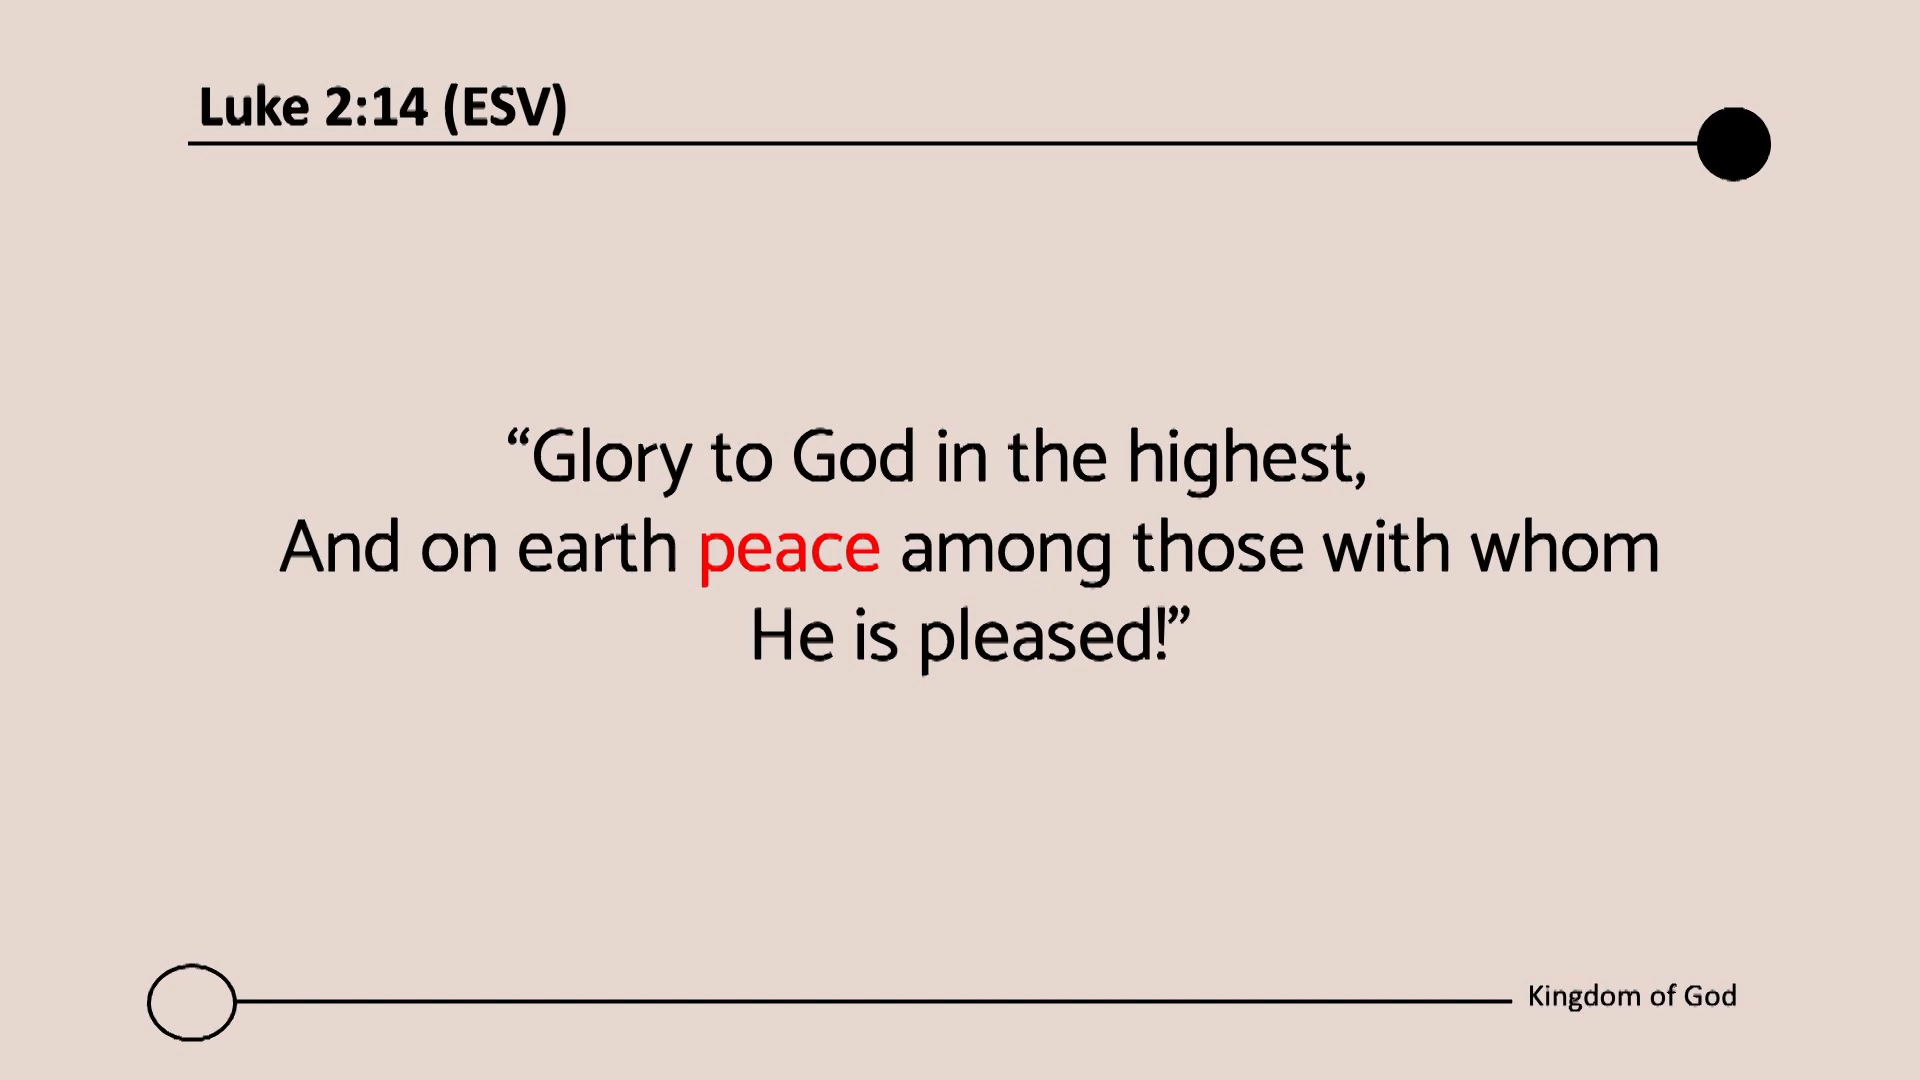 Luke 2:14 (ESV)
“Glory to God in the highest,
And on earth peace among those with whom
He is pleased!”
Kingdom of God